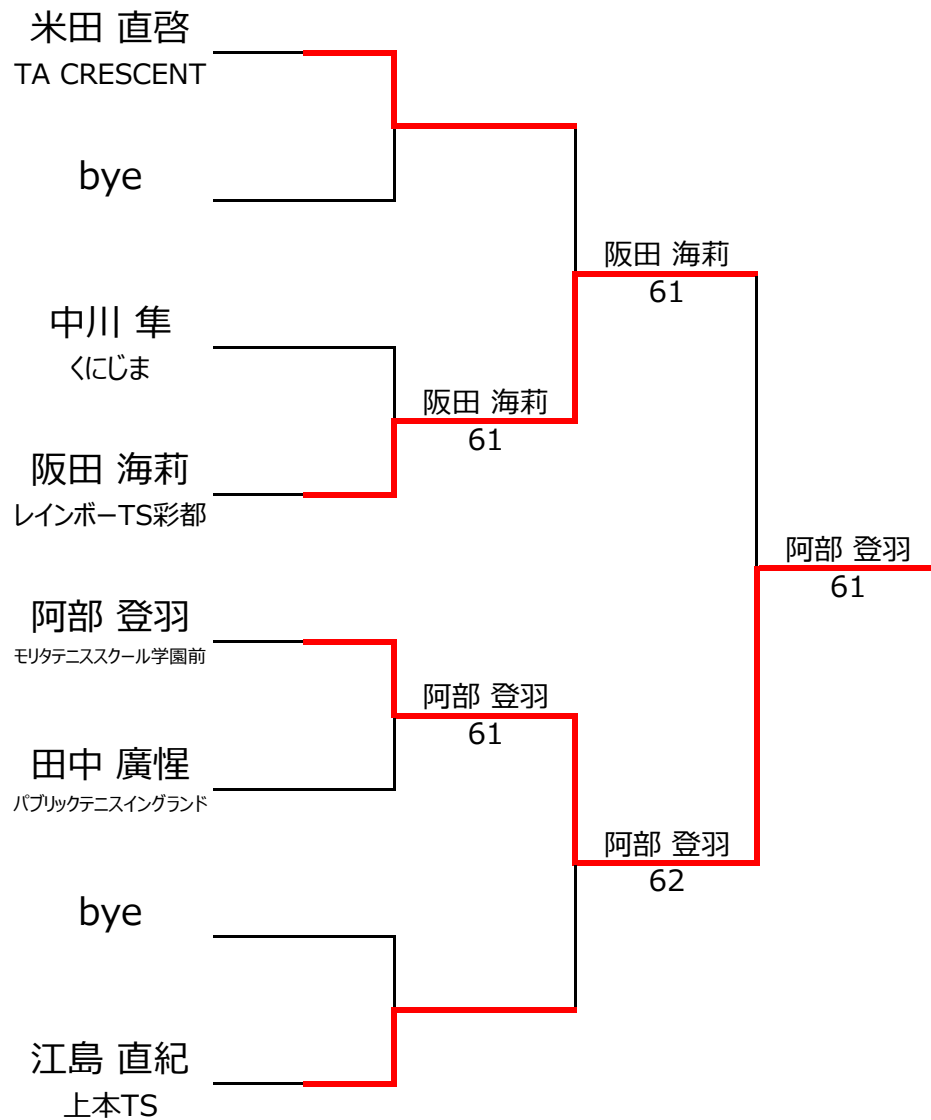 米田 直啓
TA CRESCENT
bye
中川 隼
くにじま
阪田 海莉
レインボーTS彩都
阿部 登羽
モリタテニススクール学園前
田中 廣惺
パブリックテニスイングランド
bye
江島 直紀
上本TS
阪田 海莉
61
阿部 登羽
61
阪田 海莉
61
阿部 登羽
62
阿部 登羽
61